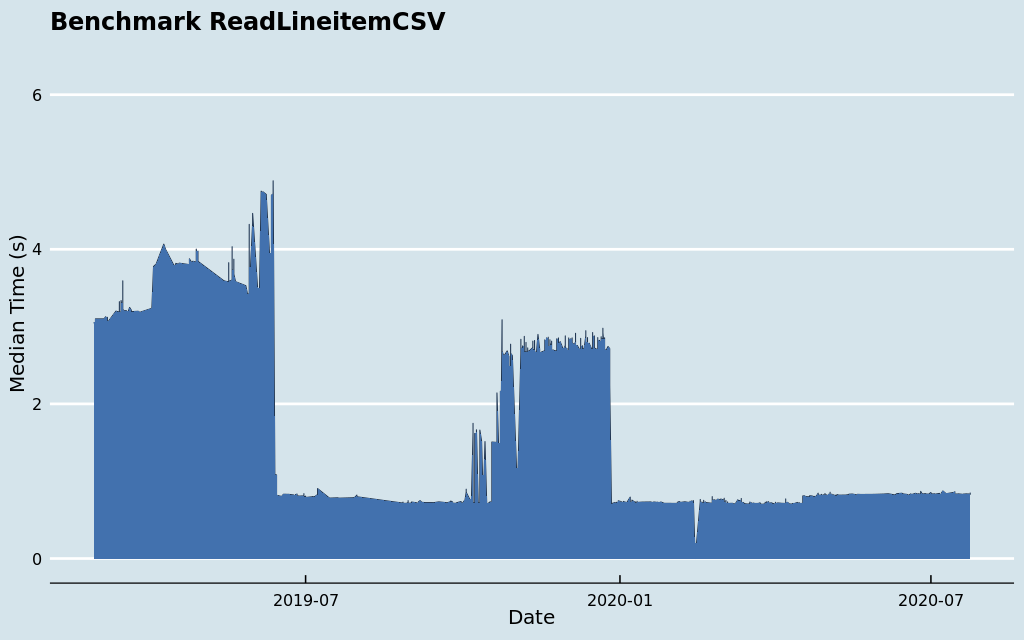 Benchmark ReadLineitemCSV
Median Time (s)
6
4
2
0
2019-07
2020-01
2020-07
Date